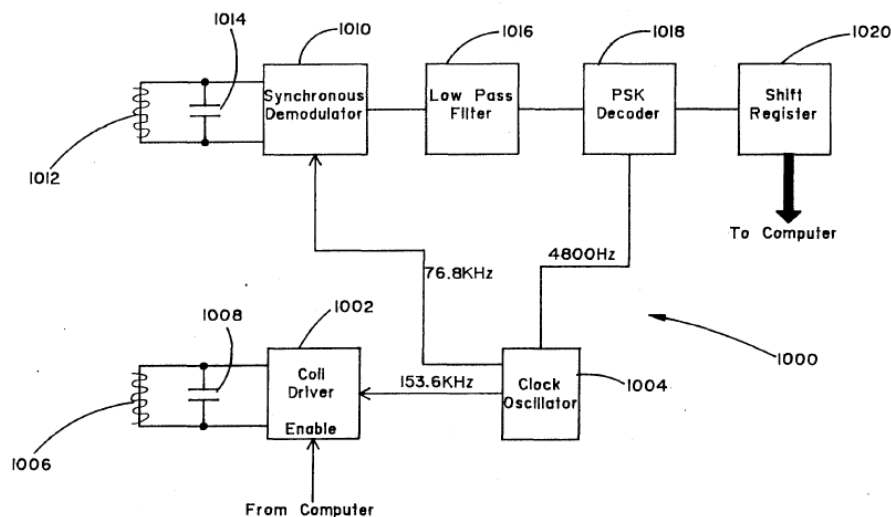 1014
1010
1016
1018
1020
Synchronous
Demodulator
Low Pass
Filter
PSK
Decoder
Shift
Register
1012
To Computer
76.8KHz
4800Hz
1008
1002
1000
Coil
Driver
Enable
153.6KHz
Clock
Oscillator
1004
1006
From Computer